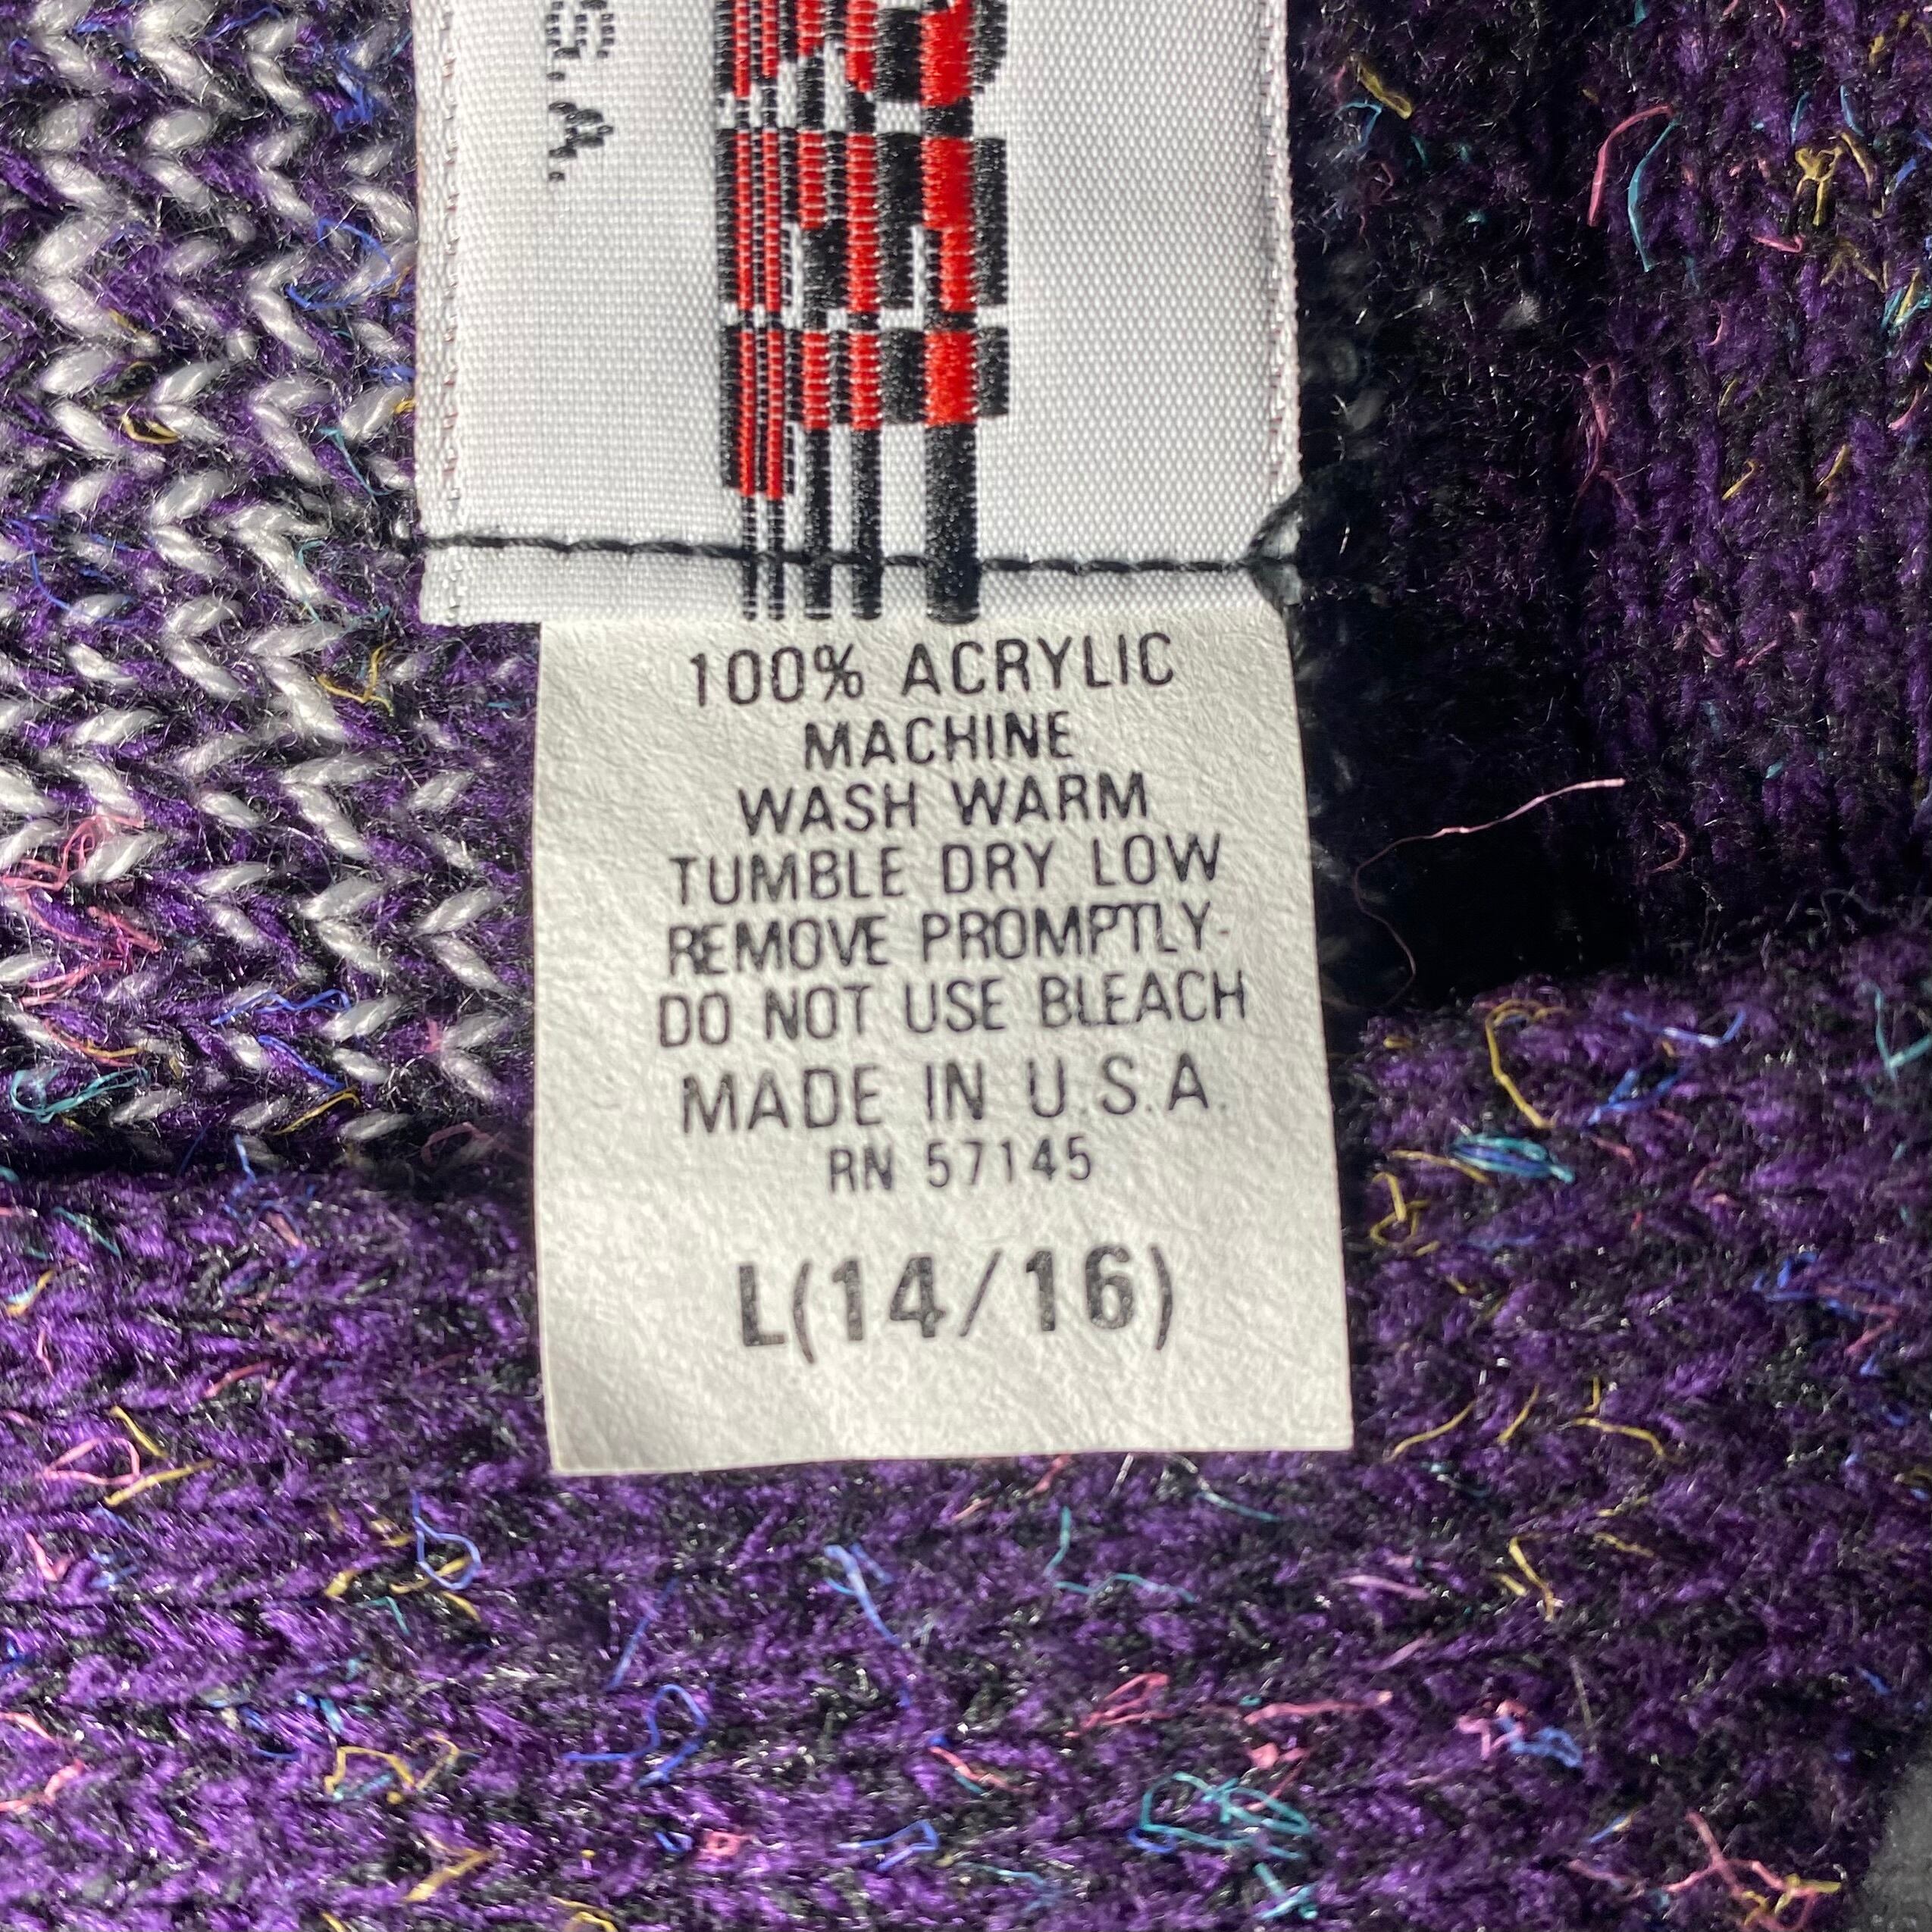 S.A.
100% ACRYLIC
MACHINE
WASH WARM
TUMBLE DRY LOW
REMOVE PROMPTLY-
DO NOT USE BLEACH
MADE IN U.S.A.
RN 57145
L(14/16)